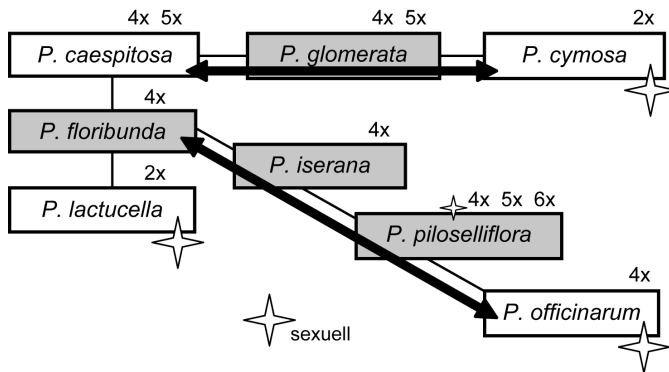 4x 5x
4x 5x
2x
P. caespitosa
P. glomerata
P. cymosa
4x
P. floribunda
4x
P. iserana
2x
P. lactucella
4x 5x 6x
P. piloselliflora
4x
P. officinarum
sexuell